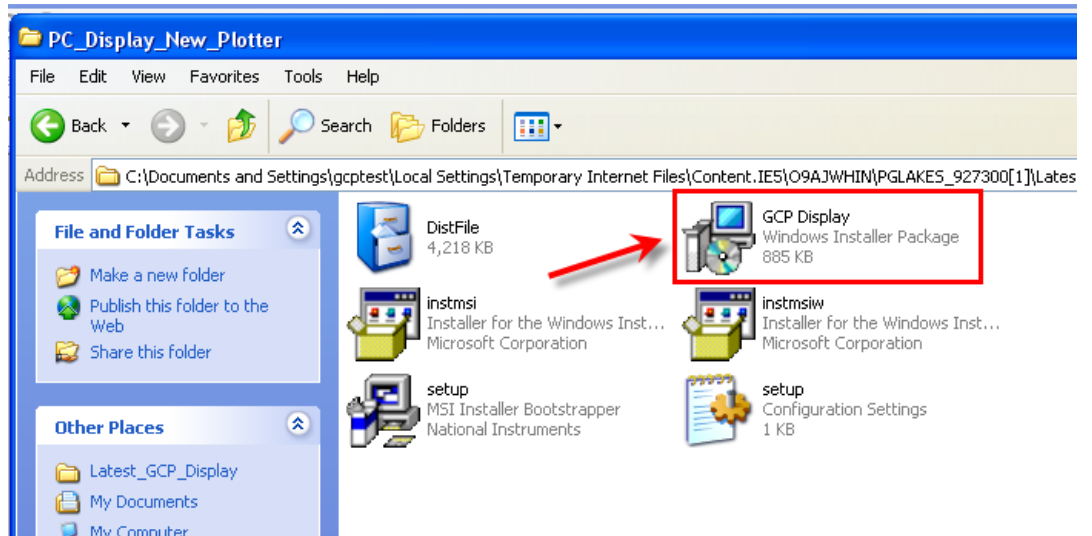 PC_Display_New_Plotter
File Edit View Favorites Tools Help
Back Search Folders
Address C:\Documents and Settings\gcptest\Local Settings\Temporary Internet Files\Content.IE5\O9AJWHIN\PGLAKES_927300[1]\Lates
File and Folder Tasks
Make a new folder
Publish this folder to the
Web
Share this folder
Other Places
Latest_GCP_Display
My Documents
My Computer
DistFile
4,218 KB
GCP Display
Windows Installer Package
885 KB
instmsi
Installer for the Windows Inst...
Microsoft Corporation
instmsiw
Installer for the Windows Inst...
Microsoft Corporation
setup
MSI Installer Bootstrapper
National Instruments
setup
Configuration Settings
1 KB